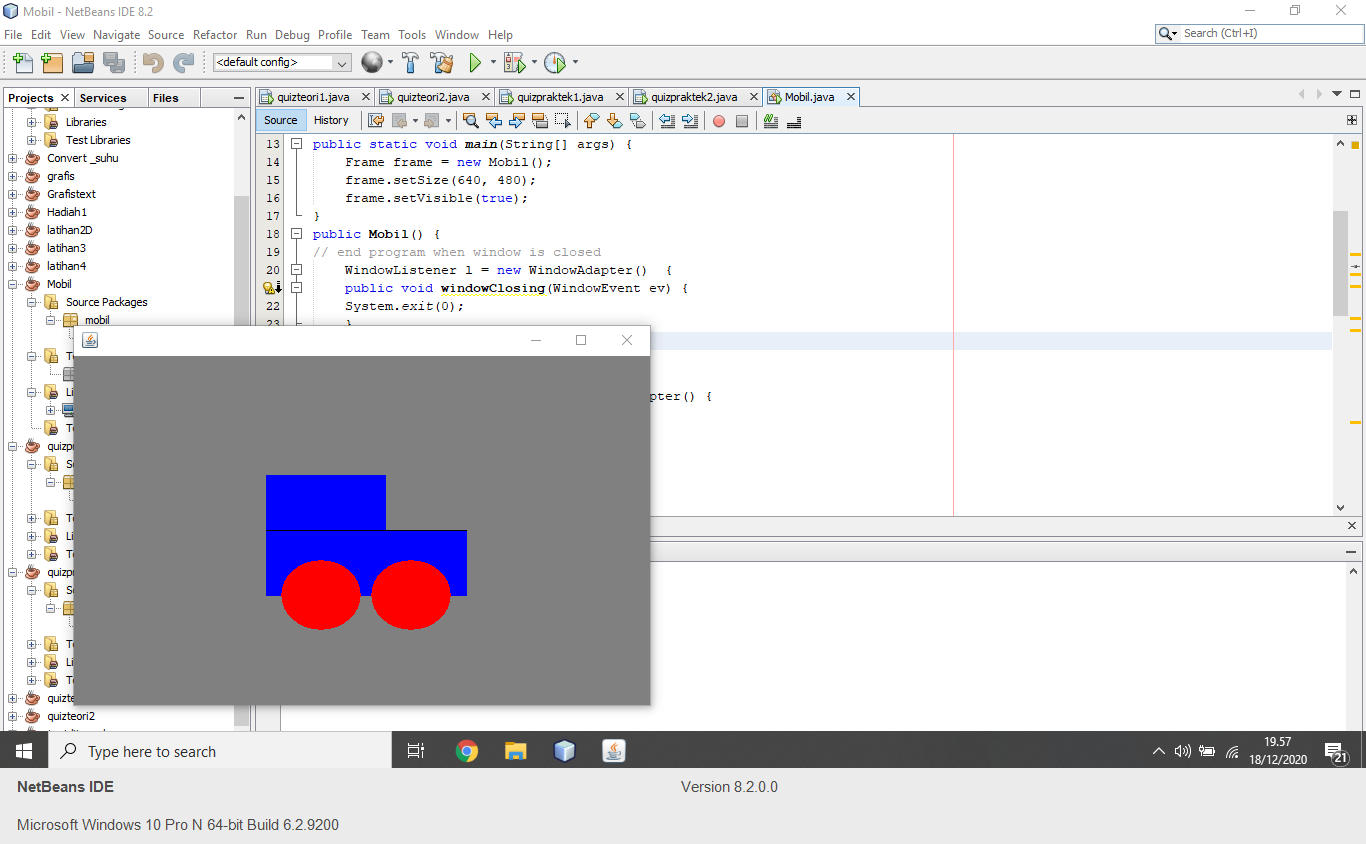 Mobil - NetBeans IDE 8.2
File Edit View Navigate Source Refactor Run Debug Profile Team Tools Window Help
Search (Ctrl+I)
<default config>
Projects Services Files
quizteori1.java quizteori2.java quizpraktek1.java quizpraktek2.java Mobil.java
Source History
Libraries
Test Libraries
Convert _suhu
grafis
Grafistext
Hadiah1
latihan2D
latihan3
latihan4
Mobil
Source Packages
mobil
quizteori2
13 public static void main(String[] args) {
14 Frame frame = new Mobil();
15 frame.setSize(640, 480);
16 frame.setVisible(true);
17 }
18 public Mobil() {
19 // end program when window is closed
20 WindowListener l = new WindowAdapter() {
public void windowClosing(WindowEvent ev) {
22 System.exit(0);
23 }
pter() {
Type here to search
19.57
18/12/2020
21
NetBeans IDE
Version 8.2.0.0
Microsoft Windows 10 Pro N 64-bit Build 6.2.9200